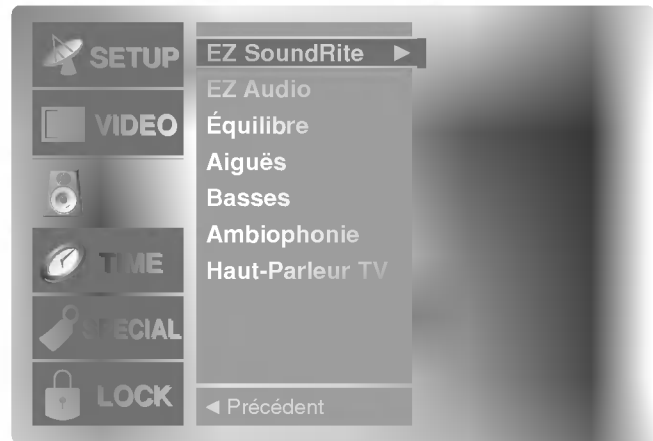 SETUP
VIDEO
TIME
SPECIAL
LOCK
EZ SoundRite ►
EZ Audio
Équilibre
Aiguës
Basses
Ambiophonie
Haut-Parleur TV
◄ Précédent